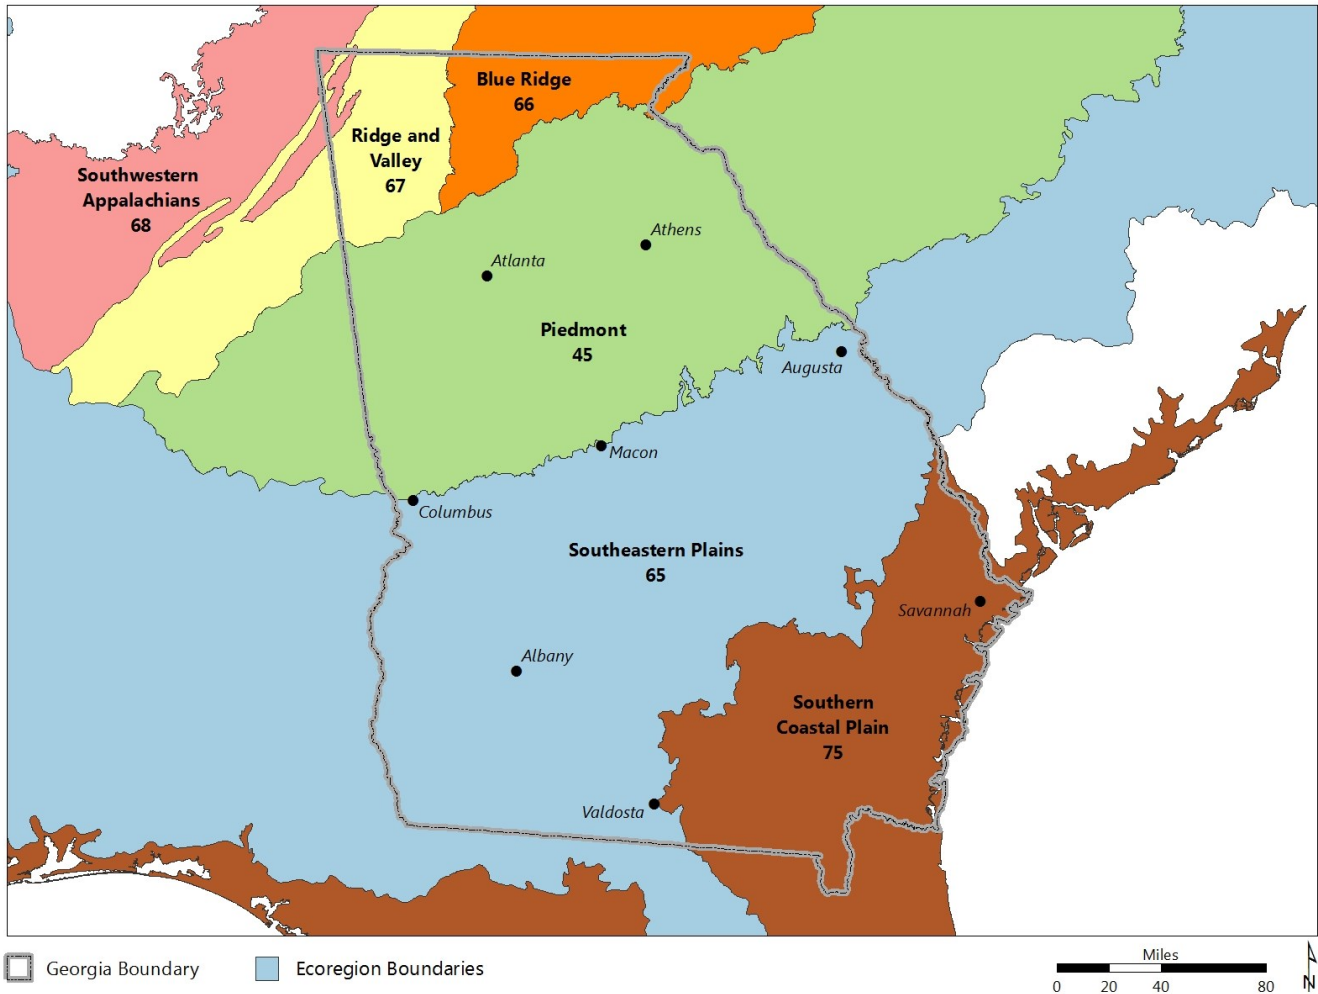 Blue Ridge
66
Ridge and
Valley
67
Southwestern
Appalachians
68
Athens
Atlanta
Piedmont
45
Augusta
Macon
Columbus
Southeastern Plains
65
Savannah
Albany
Southern
Coastal Plain
75
Valdosta
Georgia Boundary
Ecoregion Boundaries
Miles
0 20 40 80
N